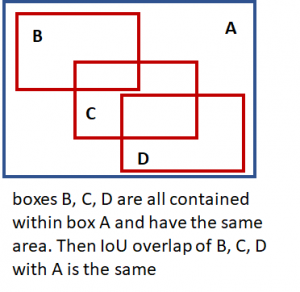 B
A
C
D
boxes B, C, D are all contained
within box A and have the same
area. Then IoU overlap of B, C, D
with A is the same